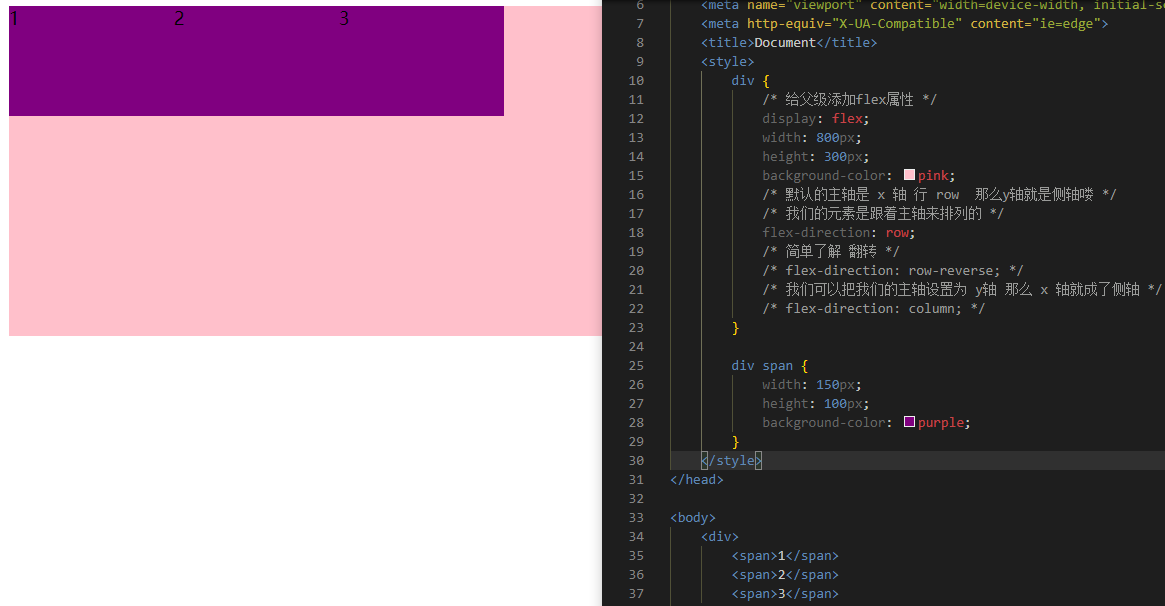 1 2 3
6 <meta name="viewport" content="width=device-width, initial-s
7 <meta http-equiv="X-UA-Compatible" content="ie=edge">
8 <title>Document</title>
9 <style>
10 div {
11 /* 给父级添加flex属性 */
12 display: flex;
13 width: 800px;
14 height: 300px;
15 background-color: pink;
16 /* 默认的主轴是 x 轴 行 row  那么y轴就是侧轴喽 */
17 /* 我们的元素是跟着主轴来排列的 */
18 flex-direction: row;
19 /* 简单了解 翻转 */
20 /* flex-direction: row-reverse; */
21 /* 我们可以把我们的主轴设置为 y轴 那么 x 轴就成了侧轴 */
22 /* flex-direction: column; */
23 }
24
25 div span {
26 width: 150px;
27 height: 100px;
28 background-color: purple;
29 }
30 </style>
31 </head>
32
33 <body>
34 <div>
35 <span>1</span>
36 <span>2</span>
37 <span>3</span>